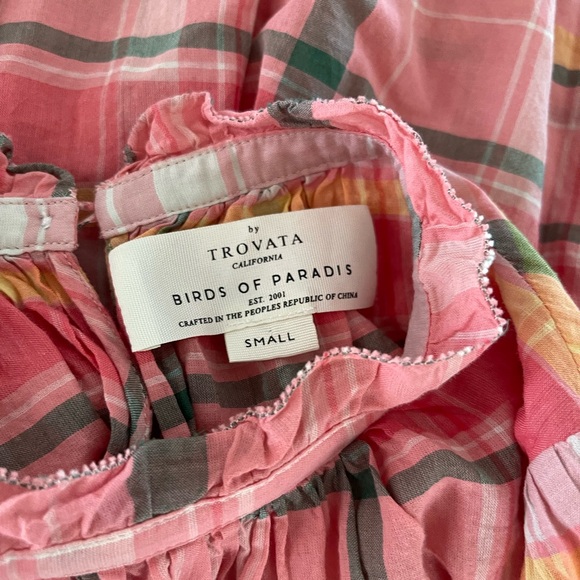 by
TROVATA
CALIFORNIA
BIRDS OF PARADIS
EST. 2001
CRAFTED IN THE PEOPLES REPUBLIC OF CHINA
SMALL